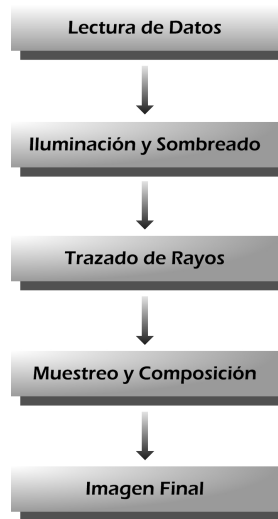 Lectura de Datos
Iluminación y Sombreado
Trazado de Rayos
Muestreo y Composición
Imagen Final